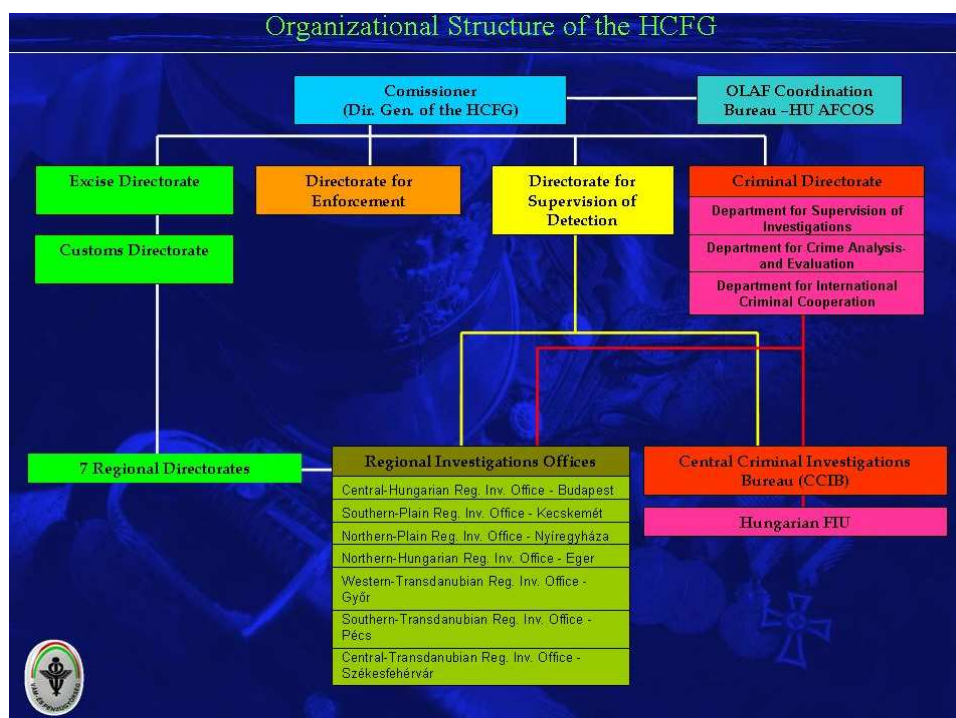 Organizational Structure of the HCFG
Comissioner
(Dir. Gen. of the HCFG)
OLAF Coordination
Bureau –HU AFCOS
Excise Directorate
Directorate for
Enforcement
Directorate for
Supervision of
Detection
Criminal Directorate
Department for Supervision of
Investigations
Department for Crime Analysis-
and Evaluation
Department for International
Criminal Cooperation
Customs Directorate
7 Regional Directorates
Regional Investigations Offices
Central-Hungarian Reg. Inv. Office - Budapest
Southern-Plain Reg. Inv. Office - Kecskemét
Northern-Plain Reg. Inv. Office - Nyíregyháza
Northern-Hungarian Reg. Inv. Office - Eger
Western-Transdanubian Reg. Inv. Office -
Győr
Southern-Transdanubian Reg. Inv. Office -
Pécs
Central-Transdanubian Reg. Inv. Office -
Székesfehérvár
Central Criminal Investigations
Bureau (CCIB)
Hungarian FIU
VÁM- ÉS PÉNZÜGYŐRSÉG